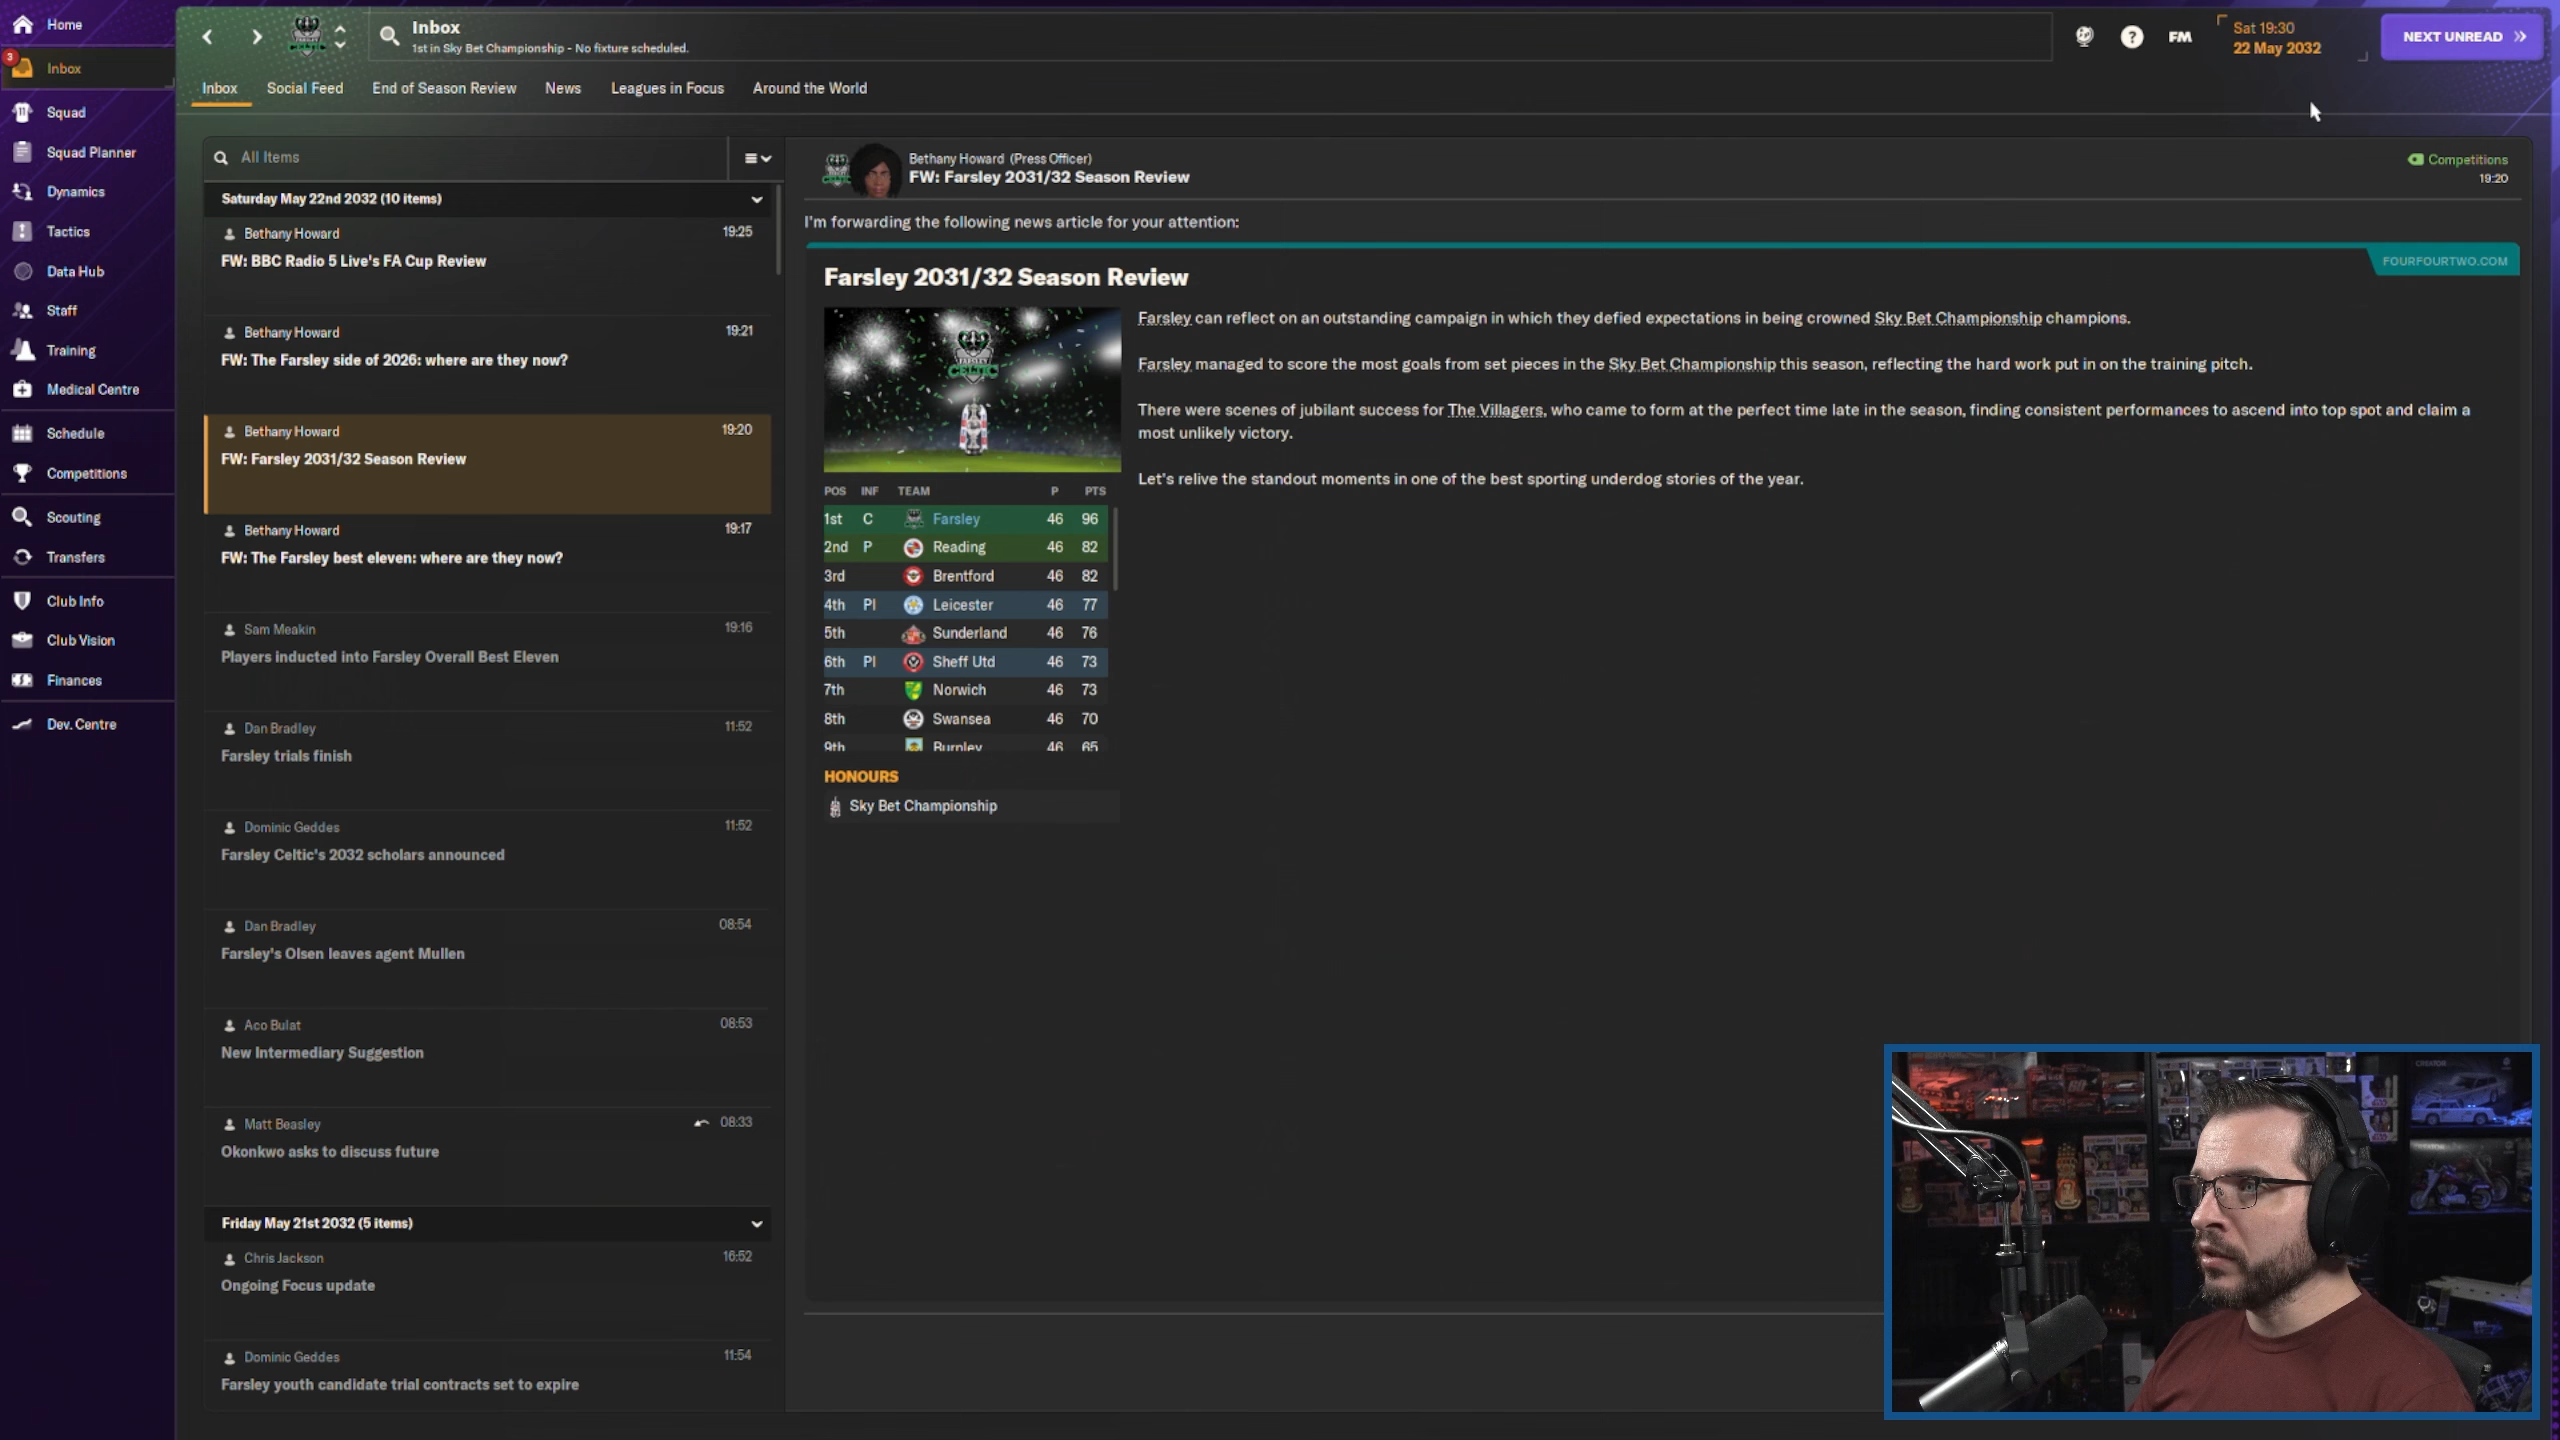 Home
3
Inbox
Squad
Squad Planner
Dynamics
Tactics
Data Hub
Staff
Training
Medical Centre
Schedule
Competitions
Scouting
Transfers
Club Info
Club Vision
Finances
Dev. Centre
Inbox
1st in Sky Bet Championship - No fixture scheduled.
FM
Sat 19:30
22 May 2032
NEXT UNREAD
Inbox Social Feed End of Season Review News Leagues in Focus Around the World
All Items
Saturday May 22nd 2032 (10 items)
Bethany Howard 19:25
FW: BBC Radio 5 Live's FA Cup Review
Bethany Howard 19:21
FW: The Farsley side of 2026: where are they now?
Bethany Howard 19:20
FW: Farsley 2031/32 Season Review
Bethany Howard 19:17
FW: The Farsley best eleven: where are they now?
Sam Meakin 19:16
Players inducted into Farsley Overall Best Eleven
Dan Bradley 11:52
Farsley trials finish
Dominic Geddes 11:52
Farsley Celtic's 2032 scholars announced
Dan Bradley 08:54
Farsley's Olsen leaves agent Mullen
Aco Bulat 08:53
New Intermediary Suggestion
Matt Beasley 08:33
Okonkwo asks to discuss future
Friday May 21st 2032 (5 items)
Chris Jackson 16:52
Ongoing Focus update
Dominic Geddes 11:54
Farsley youth candidate trial contracts set to expire
Bethany Howard (Press Officer)
FW: Farsley 2031/32 Season Review
Competitions
19:20
I'm forwarding the following news article for your attention:
FOURFOURTWO.COM
Farsley 2031/32 Season Review
CELTIC
Farsley can reflect on an outstanding campaign in which they defied expectations in being crowned Sky Bet Championship champions.
Farsley managed to score the most goals from set pieces in the Sky Bet Championship this season, reflecting the hard work put in on the training pitch.
There were scenes of jubilant success for The Villagers, who came to form at the perfect time late in the season, finding consistent performances to ascend into top spot and claim a
most unlikely victory.
Let's relive the standout moments in one of the best sporting underdog stories of the year.
POS INF TEAM P PTS
1st C Farsley 46 96
2nd P Reading 46 82
3rd Brentford 46 82
4th Pl Leicester 46 77
5th Sunderland 46 76
6th Pl Sheff Utd 46 73
7th Norwich 46 73
8th Swansea 46 70
9th Burnley 46 65
HONOURS
Sky Bet Championship